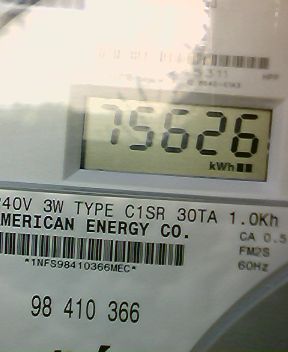 75626
kWh
240V 3W TYPE C1SR 30TA 1.0Kh
AMERICAN ENERGY CO.
CA 0.5
*1NFS98410366MEC*
FM2S
60Hz
98 410 366